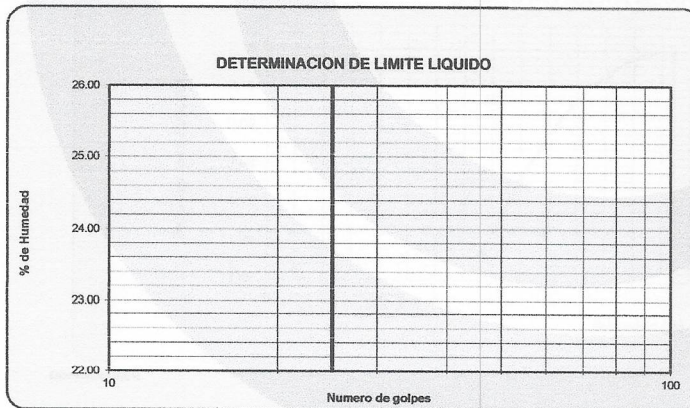 DETERMINACION DE LIMITE LIQUIDO
26.00
25.00
24.00
23.00
22.00
% de Humedad
10
100
Numero de golpes